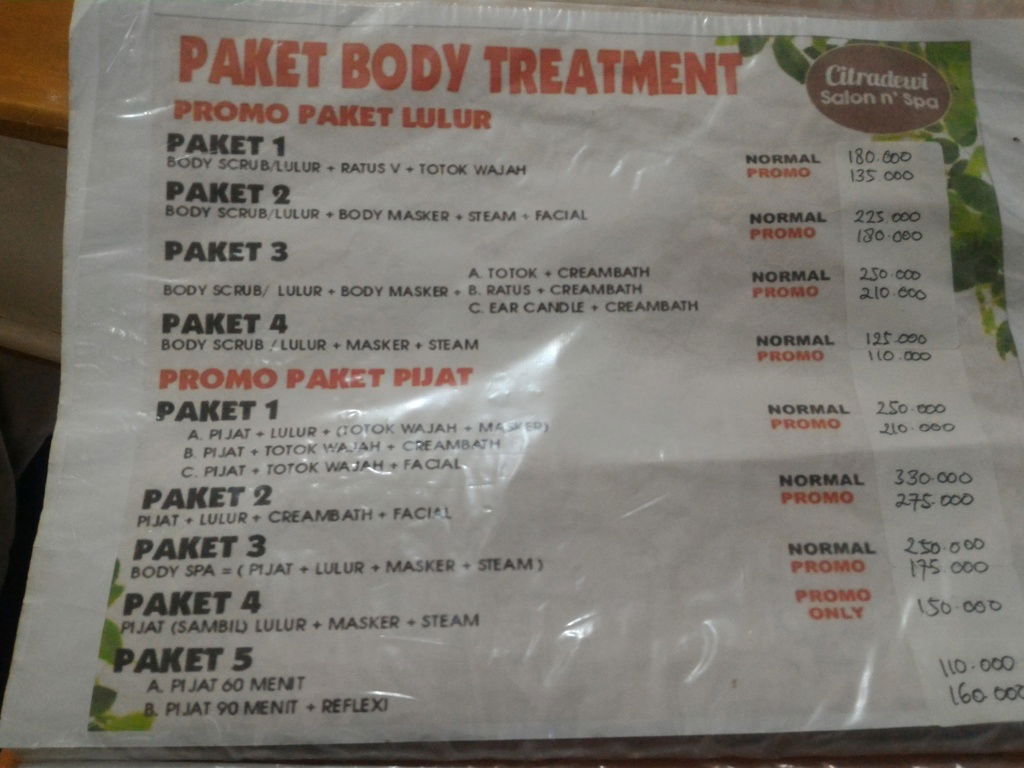 PAKET BODY TREATMENT
Citradewi
Salon n' Spa
PROMO PAKET LULUR
PAKET 1
BODY SCRUB/LULUR + RATUS V + TOTOK WAJAH
NORMAL 180.000
PROMO 135 000
PAKET 2
BODY SCRUB/LULUR + BODY MASKER + STEAM + FACIAL
NORMAL 225.000
PROMO 180.000
PAKET 3
BODY SCRUB/ LULUR + BODY MASKER +
A. TOTOK + CREAMBATH
B. RATUS + CREAMBATH
C. EAR CANDLE + CREAMBATH
NORMAL 250.000
PROMO 210.000
PAKET 4
BODY SCRUB / LULUR + MASKER + STEAM
NORMAL 125.000
PROMO 110.000
PROMO PAKET PIJAT
PAKET 1
A. PIJAT + LULUR + (TOTOK WAJAH + MASKER)
B. PIJAT + TOTOK WAJAH + CREAMBATH
C. PIJAT + TOTOK WAJAH + FACIAL
NORMAL 250.000
PROMO 210.000
PAKET 2
PIJAT + LULUR + CREAMBATH + FACIAL
NORMAL 330.000
PROMO 275.000
PAKET 3
BODY SPA = ( PIJAT + LULUR + MASKER + STEAM )
NORMAL 250.000
PROMO 175.000
PAKET 4
PIJAT (SAMBIL) LULUR + MASKER + STEAM
PROMO ONLY 150.000
PAKET 5
A. PIJAT 60 MENIT 110.000
B. PIJAT 90 MENIT + REFLEXI 160.000